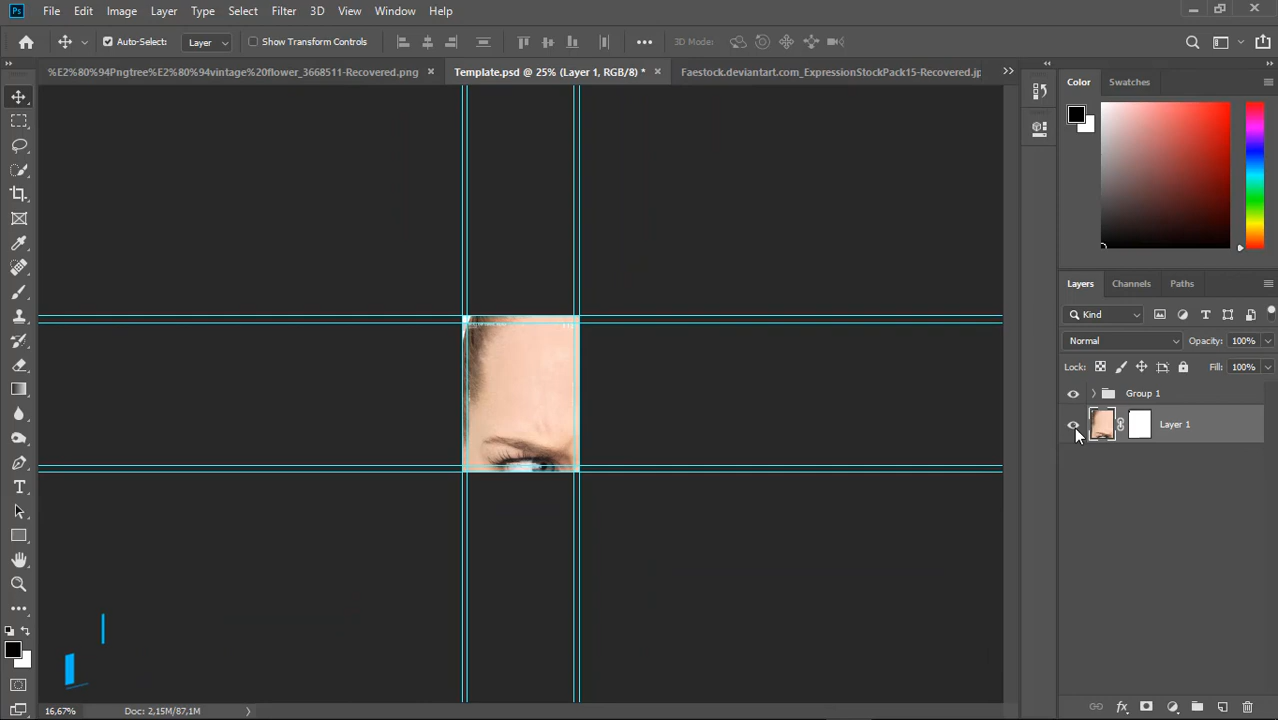 Ps File Edit Image Layer Type Select Filter 3D View Window Help
Auto-Select: Layer Show Transform Controls 3D Mode:
%E2%80%94Pngtree%E2%80%94vintage%20flower_3668511-Recovered.png Template.psd @ 25% (Layer 1, RGB/8) * Faestock.deviantart.com_ExpressionStockPack15-Recovered.jp
Color Swatches
Layers Channels Paths
Kind
Normal Opacity: 100%
Lock: Fill: 100%
Group 1
Layer 1
16,67% Doc: 2,15M/87,1M